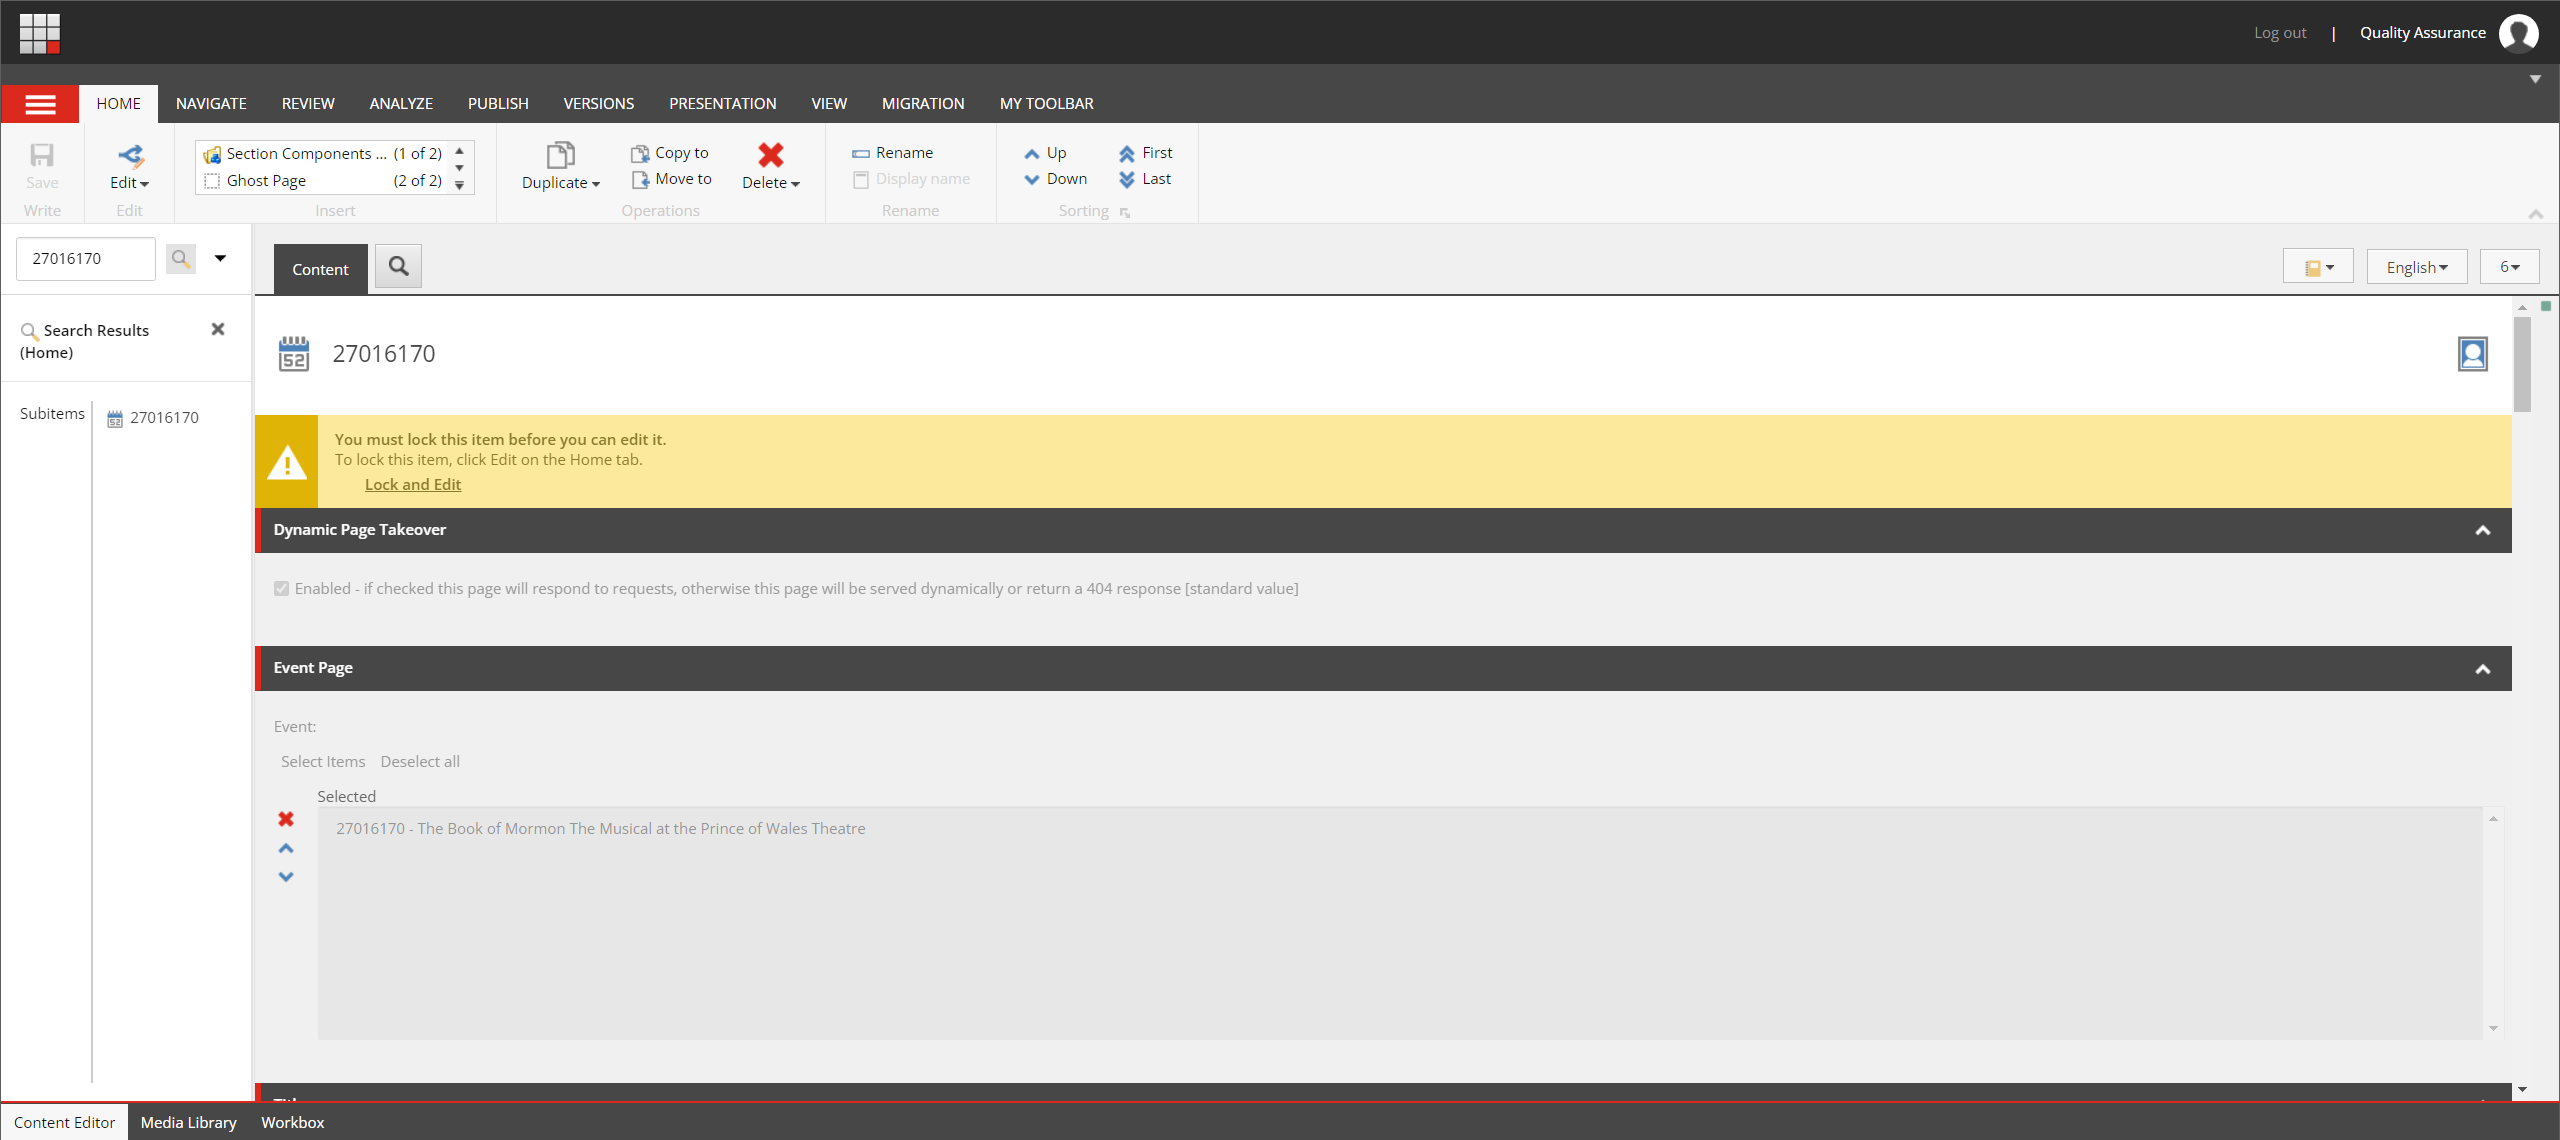 Log out | Quality Assurance
HOME NAVIGATE REVIEW ANALYZE PUBLISH VERSIONS PRESENTATION VIEW MIGRATION MY TOOLBAR
Save
Write
Edit
Edit
Section Components ... (1 of 2)
Ghost Page (2 of 2)
Insert
Duplicate
Copy to
Move to
Delete
Operations
Rename
Display name
Rename
Up
Down
First
Last
Sorting
27016170
Content
English
6
Search Results
(Home)
Subitems
27016170
52
27016170
You must lock this item before you can edit it.
To lock this item, click Edit on the Home tab.
Lock and Edit
Dynamic Page Takeover
Enabled - if checked this page will respond to requests, otherwise this page will be served dynamically or return a 404 response [standard value]
Event Page
Event:
Select Items Deselect all
Selected
27016170 - The Book of Mormon The Musical at the Prince of Wales Theatre
Content Editor Media Library Workbox